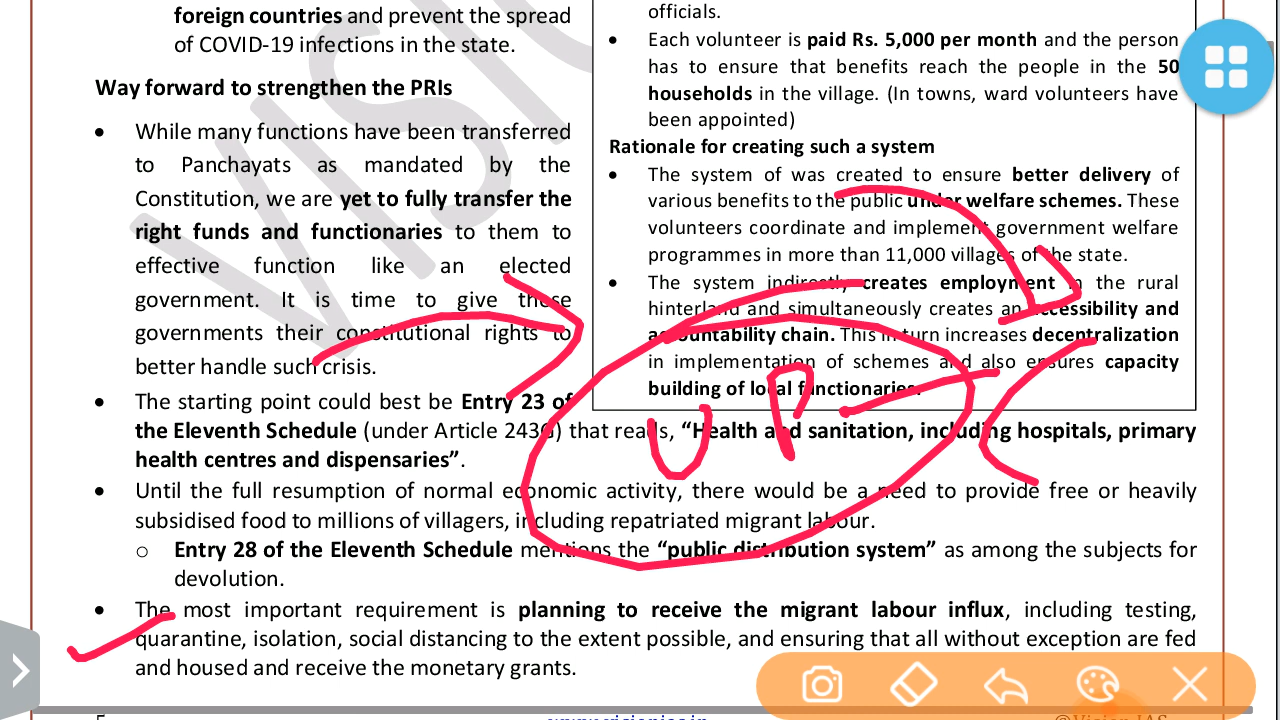 foreign countries and prevent the spread
of COVID-19 infections in the state.
Way forward to strengthen the PRIs
• While many functions have been transferred
to Panchayats as mandated by the
Constitution, we are yet to fully transfer the
right funds and functionaries to them to
effective function like an elected
government. It is time to give these
governments their constitutional rights to
better handle such crisis.
• The starting point could best be Entry 23 of
the Eleventh Schedule (under Article 243G) that reads, “Health and sanitation, including hospitals, primary
health centres and dispensaries”.
• Until the full resumption of normal economic activity, there would be a need to provide free or heavily
subsidised food to millions of villagers, including repatriated migrant labour.
o Entry 28 of the Eleventh Schedule mentions the “public distribution system” as among the subjects for
devolution.
• The most important requirement is planning to receive the migrant labour influx, including testing,
quarantine, isolation, social distancing to the extent possible, and ensuring that all without exception are fed
and housed and receive the monetary grants.
officials.
• Each volunteer is paid Rs. 5,000 per month and the person
has to ensure that benefits reach the people in the 50
households in the village. (In towns, ward volunteers have
been appointed)
Rationale for creating such a system
• The system of was created to ensure better delivery of
various benefits to the public under welfare schemes. These
volunteers coordinate and implement government welfare
programmes in more than 11,000 villages of the state.
• The system indirectly creates employment in the rural
hinterland and simultaneously creates an accessibility and
accountability chain. This in turn increases decentralization
in implementation of schemes and also ensures capacity
building of local functionaries.
UP
VISIO
5
www.visionias.in
©Vision IAS